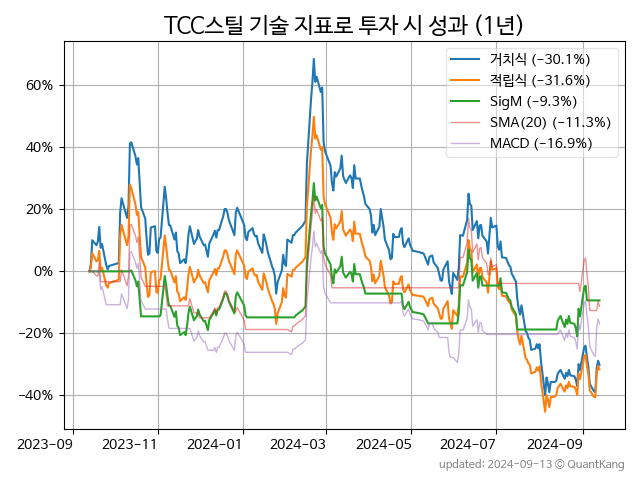 TCC스틸 기술 지표로 투자 시 성과 (1년)
거치식 (−30.1%)
적립식 (−31.6%)
SigM (−9.3%)
SMA(20) (−11.3%)
MACD (−16.9%)
60%
40%
20%
0%
−20%
−40%
2023-09
2023-11
2024-01
2024-03
2024-05
2024-07
2024-09
updated: 2024-09-13 ⓒ QuantKang